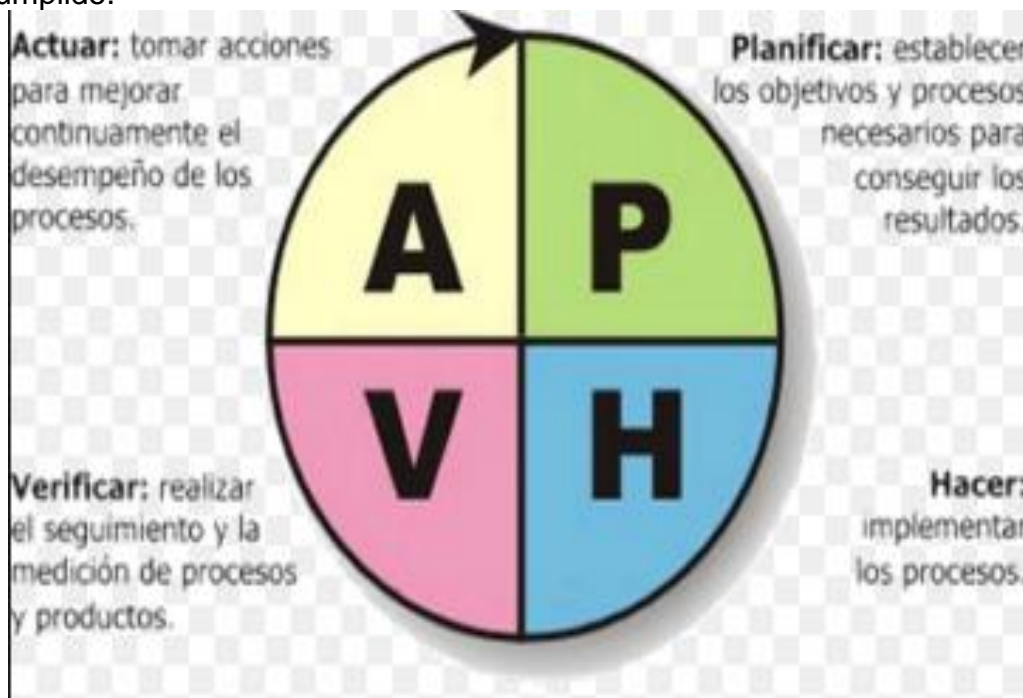 Actuar: tomar acciones
para mejorar
continuamente el
desempeño de los
procesos.
Planificar: establecer
los objetivos y procesos
necesarios para
conseguir los
resultados.
A P
V H
Verificar: realizar
el seguimiento y la
medición de procesos
y productos.
Hacer:
implementar
los procesos.